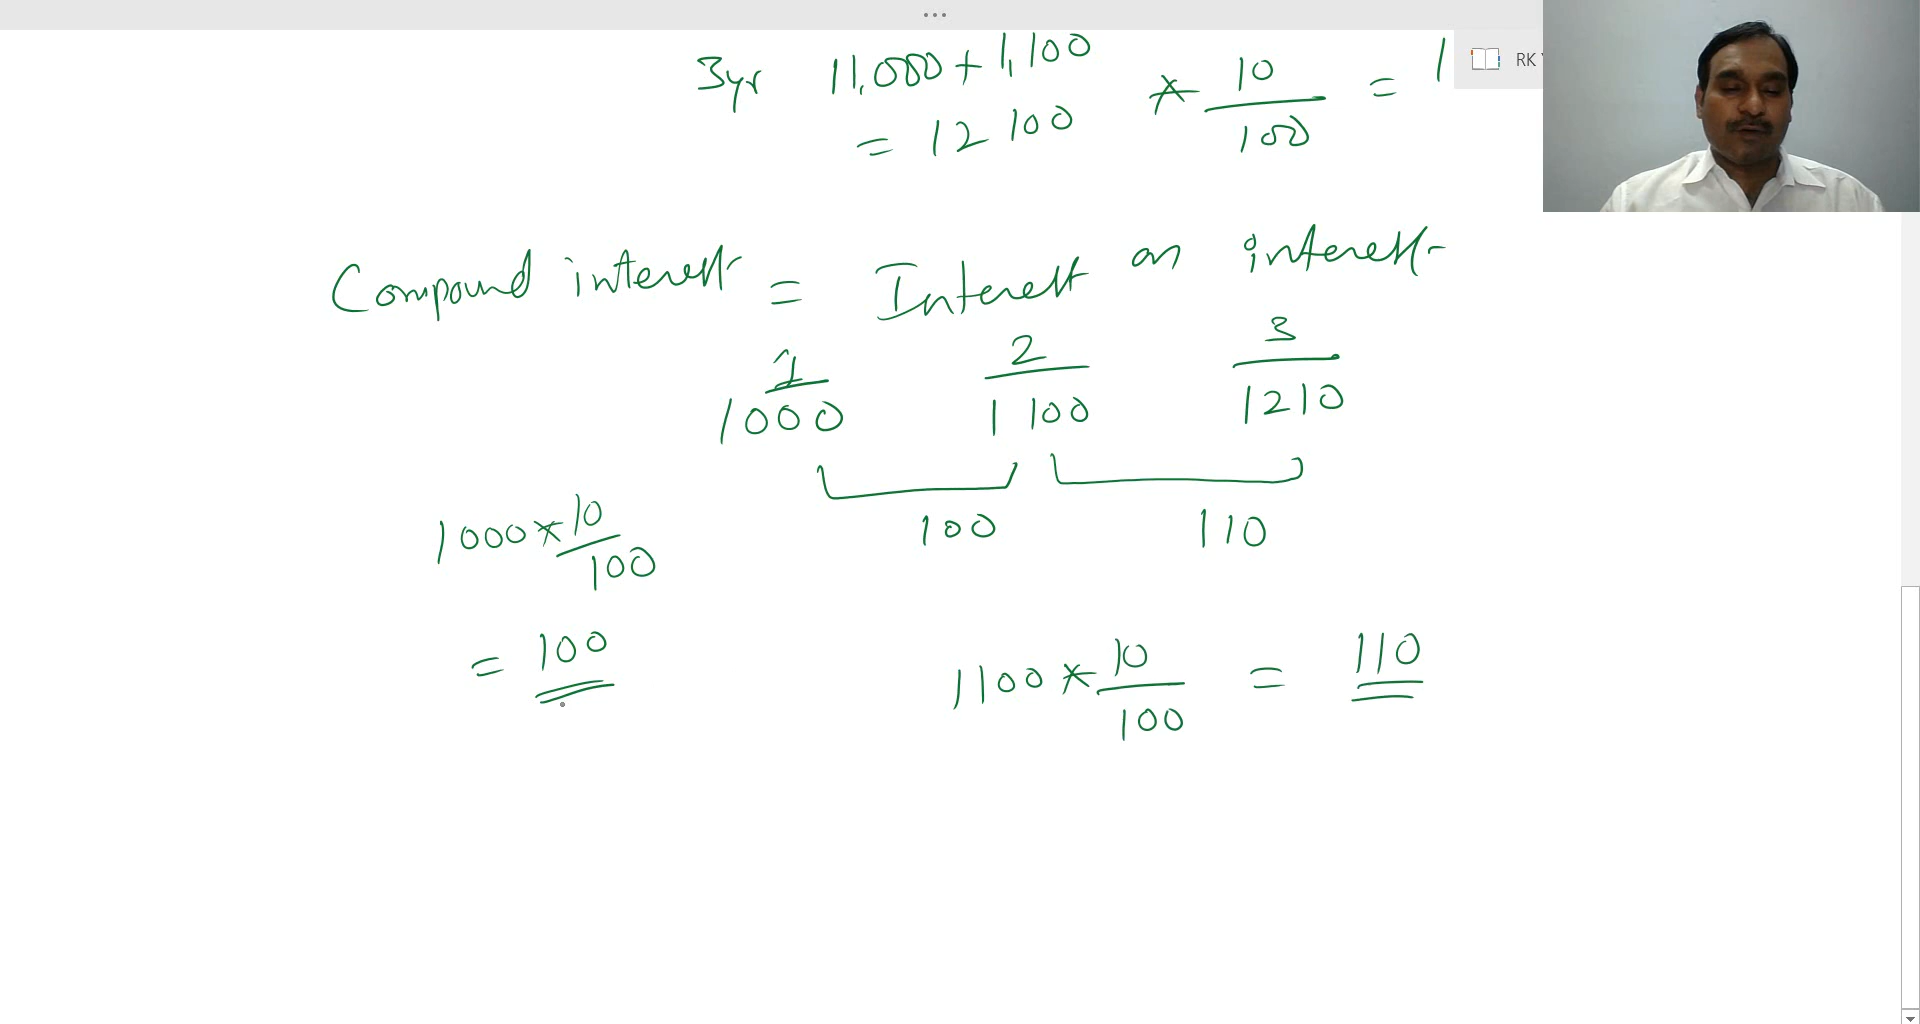 3yr 11,000 + 1,100 * 10/100 = 1
= 12100
RK
Compound interest = Interest on interest
1 2 3
1000 1100 1210
100 110
1000 * 10/100
= 100
1100 * 10/100 = 110